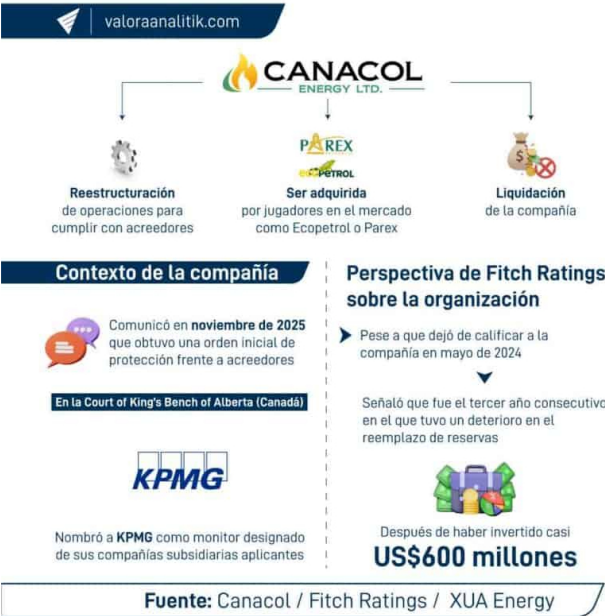 valoraanalitik.com
CANACOL
ENERGY LTD.
PAREX
ecOPETROL
Reestructuración
de operaciones para
cumplir con acreedores
Ser adquirida
por jugadores en el mercado
como Ecopetrol o Parex
Liquidación
de la compañía
Contexto de la compañía
Comunicó en noviembre de 2025
que obtuvo una orden inicial de
protección frente a acreedores
En la Court of King's Bench of Alberta (Canadá)
KPMG
Nombró a KPMG como monitor designado
de sus compañías subsidiarias aplicantes
Perspectiva de Fitch Ratings
sobre la organización
Pese a que dejó de calificar a la
compañía en mayo de 2024
Señaló que fue el tercer año consecutivo
en el que tuvo un deterioro en el
reemplazo de reservas
Después de haber invertido casi
US$600 millones
Fuente: Canacol / Fitch Ratings / XUA Energy